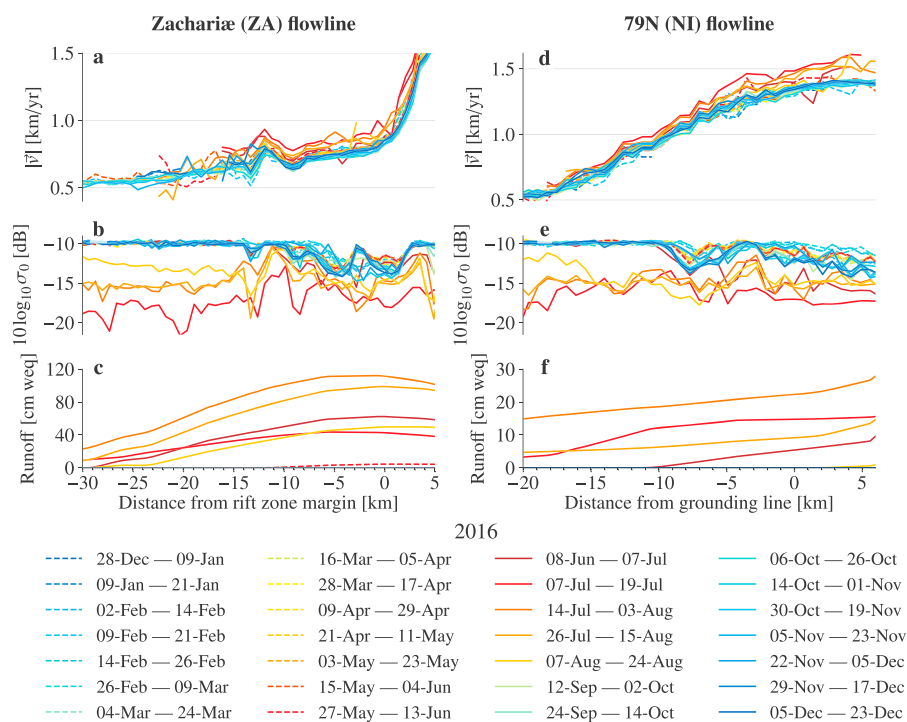 Zachariæ (ZA) flowline
79N (NI) flowline
a
d
1.5
1.0
0.5
|v⃗| [km/yr]
1.5
1.0
0.5
|v⃗| [km/yr]
b
e
−10
−15
−20
10log₁₀σ₀ [dB]
−10
−15
−20
10log₁₀σ₀ [dB]
c
f
120
80
40
0
Runoff [cm weq]
30
20
10
0
Runoff [cm weq]
−30 −25 −20 −15 −10 −5 0 5
−20 −15 −10 −5 0 5
Distance from rift zone margin [km]
Distance from grounding line [km]
2016
28-Dec — 09-Jan
09-Jan — 21-Jan
02-Feb — 14-Feb
09-Feb — 21-Feb
14-Feb — 26-Feb
26-Feb — 09-Mar
04-Mar — 24-Mar
16-Mar — 05-Apr
28-Mar — 17-Apr
09-Apr — 29-Apr
21-Apr — 11-May
03-May — 23-May
15-May — 04-Jun
27-May — 13-Jun
08-Jun — 07-Jul
07-Jul — 19-Jul
14-Jul — 03-Aug
26-Jul — 15-Aug
07-Aug — 24-Aug
12-Sep — 02-Oct
24-Sep — 14-Oct
06-Oct — 26-Oct
14-Oct — 01-Nov
30-Oct — 19-Nov
05-Nov — 23-Nov
22-Nov — 05-Dec
29-Nov — 17-Dec
05-Dec — 23-Dec